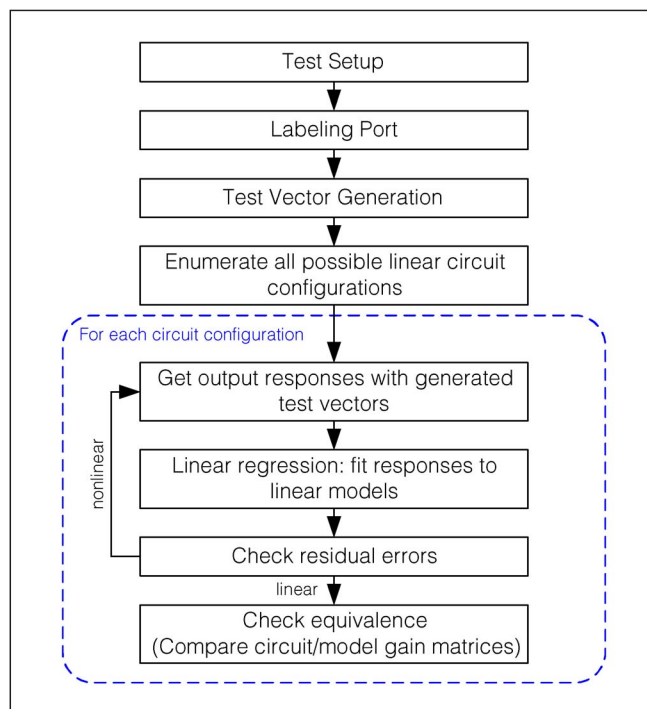 Test Setup
Labeling Port
Test Vector Generation
Enumerate all possible linear circuit
configurations
For each circuit configuration
Get output responses with generated
test vectors
nonlinear
Linear regression: fit responses to
linear models
Check residual errors
linear
Check equivalence
(Compare circuit/model gain matrices)